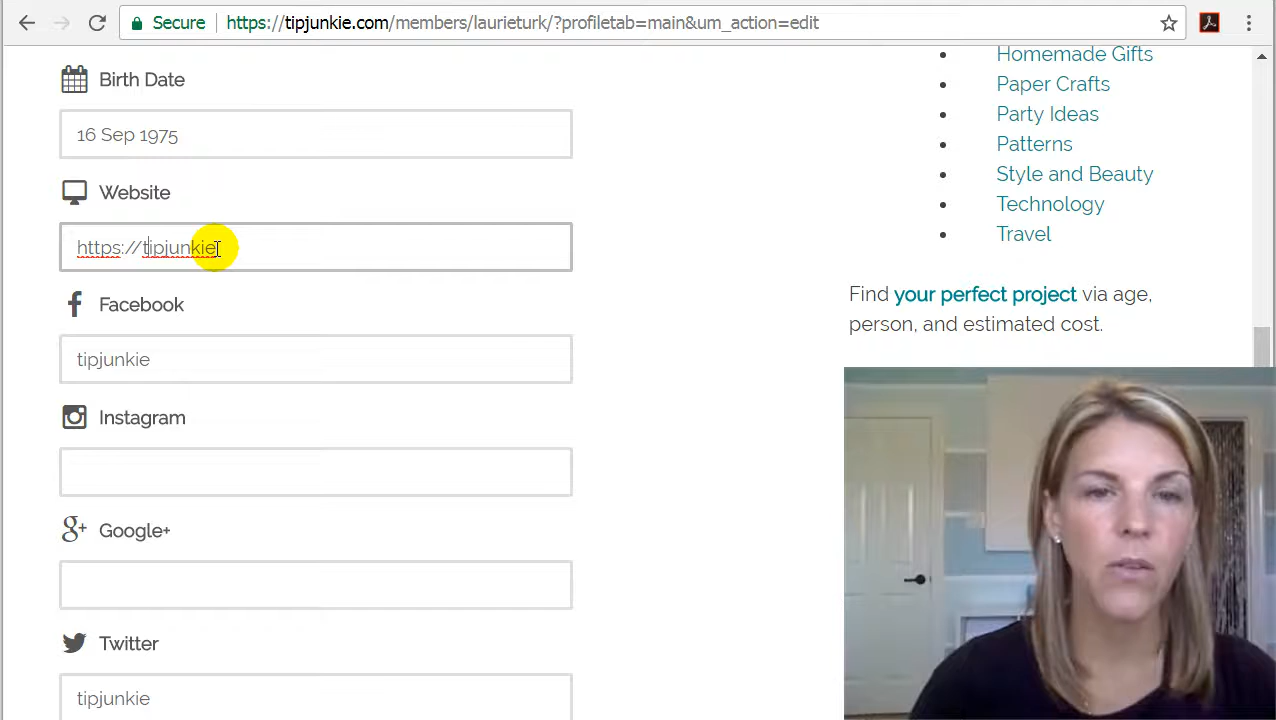 Secure
https://tipjunkie.com/members/laurieturk/?profiletab=main&um_action=edit
Birth Date
16 Sep 1975
Website
https://tipjunkie
Facebook
tipjunkie
Instagram
Google+
Twitter
tipjunkie
Homemade Gifts
Paper Crafts
Party Ideas
Patterns
Style and Beauty
Technology
Travel
Find your perfect project via age,
person, and estimated cost.